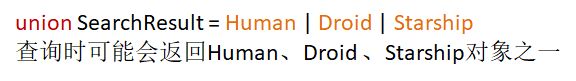 union SearchResult = Human | Droid | Starship
查询时可能会返回Human、Droid 、Starship对象之一